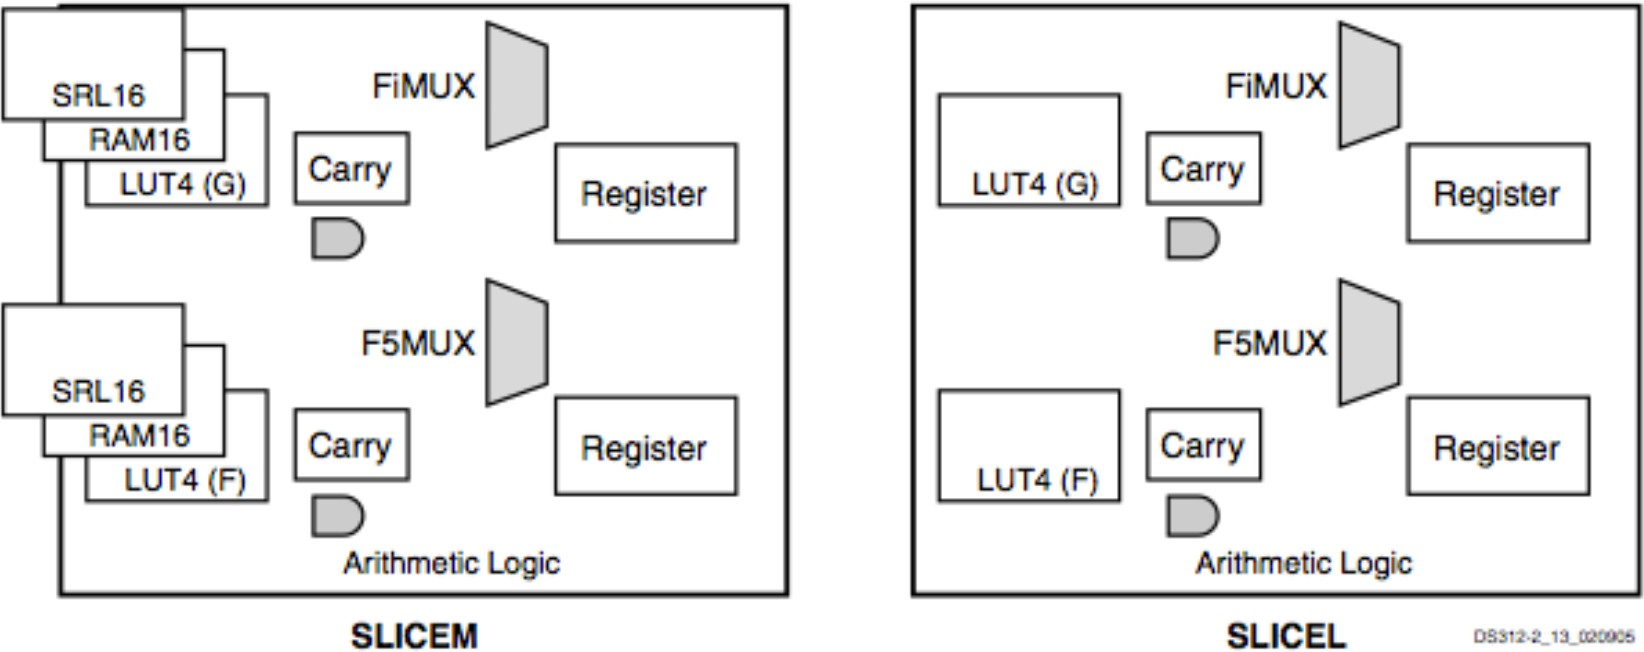 SRL16
RAM16
LUT4 (G)
Carry
FiMUX
Register
SRL16
RAM16
LUT4 (F)
Carry
F5MUX
Register
Arithmetic Logic
SLICEM
LUT4 (G)
Carry
FiMUX
Register
LUT4 (F)
Carry
F5MUX
Register
Arithmetic Logic
SLICEL
DS312-2_13_020905